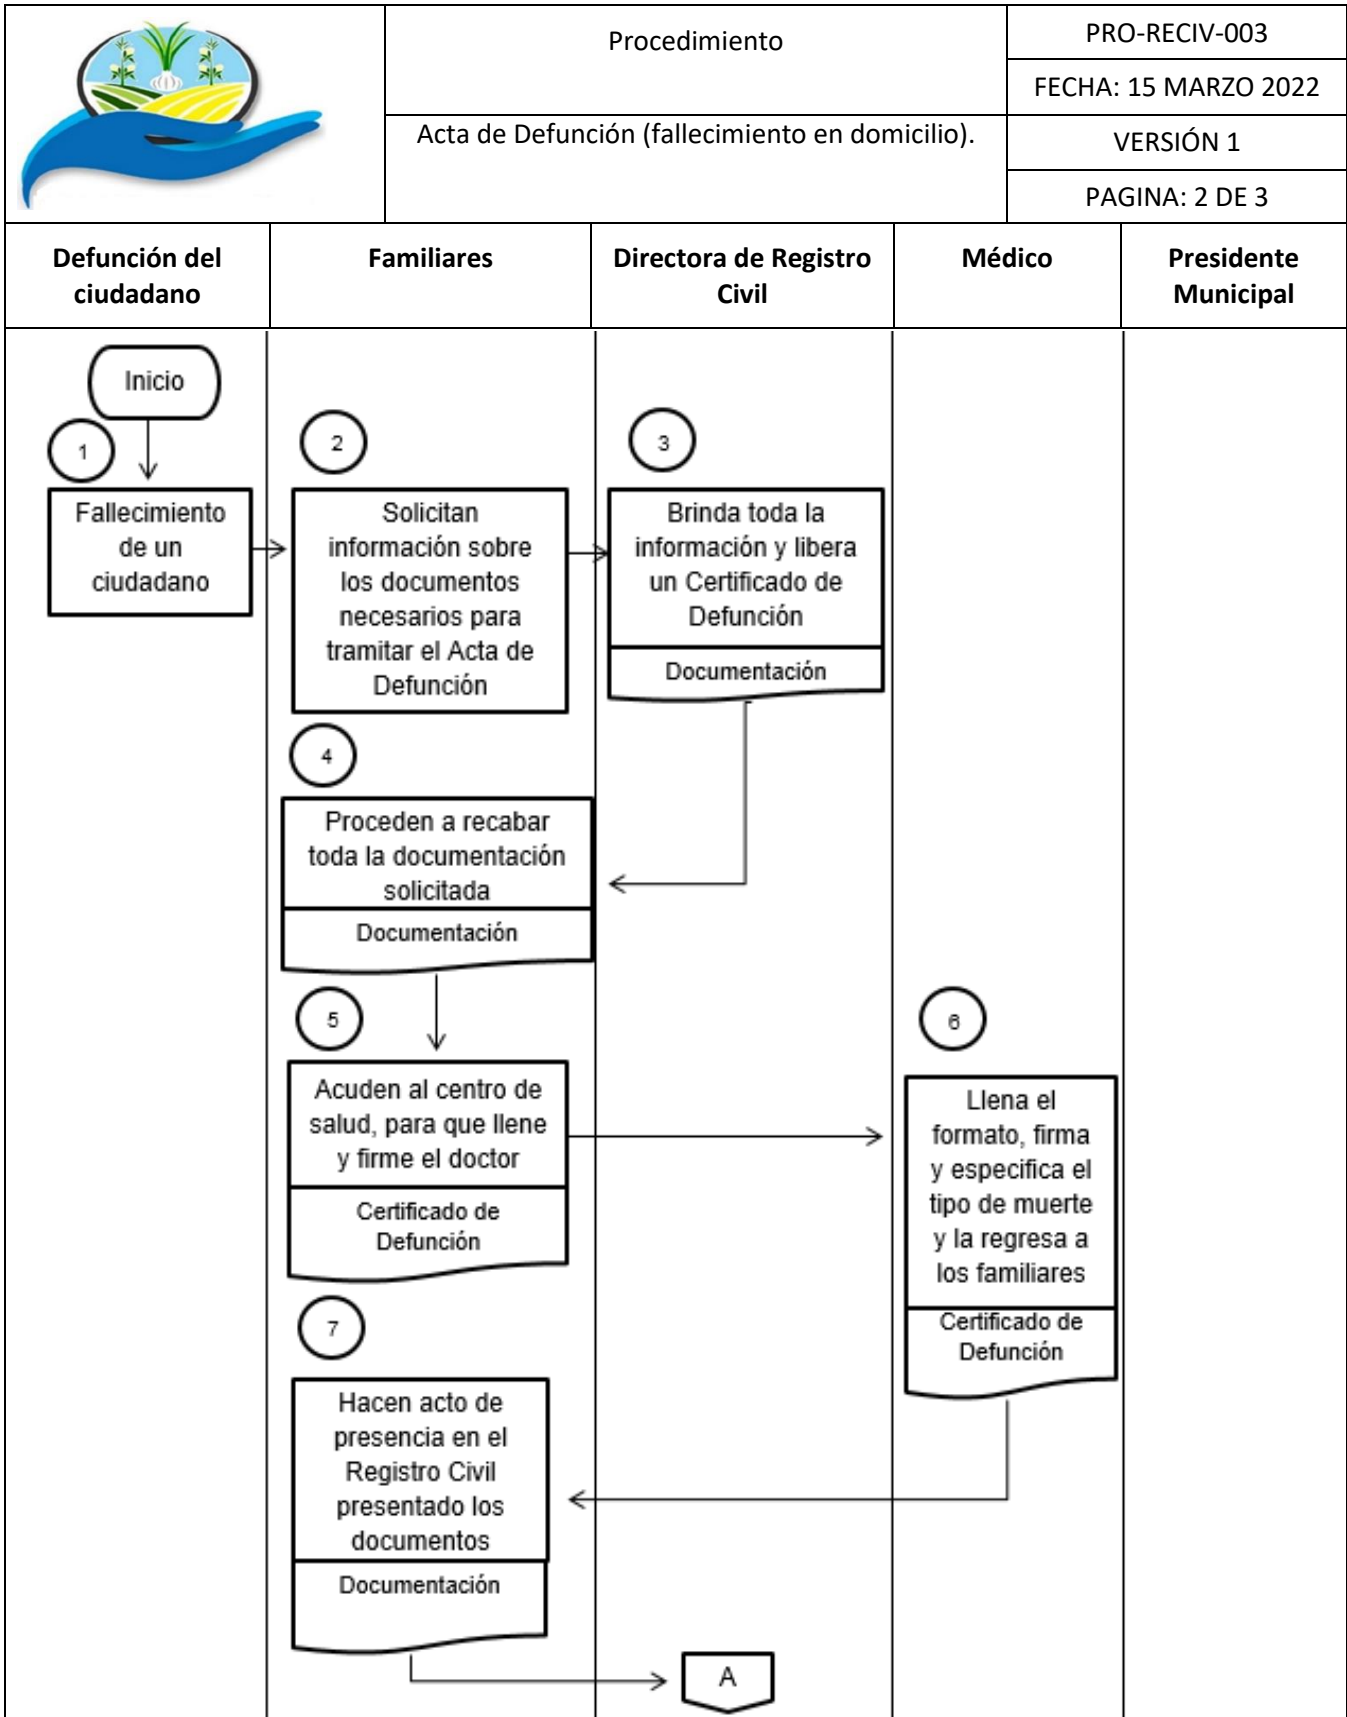 Procedimiento
PRO-RECIV-003
FECHA: 15 MARZO 2022
Acta de Defunción (fallecimiento en domicilio).
VERSIÓN 1
PAGINA: 2 DE 3
Defunción del
ciudadano
Familiares
Directora de Registro
Civil
Médico
Presidente
Municipal
Inicio
1
Fallecimiento
de un
ciudadano
2
Solicitan
información sobre
los documentos
necesarios para
tramitar el Acta de
Defunción
3
Brinda toda la
información y libera
un Certificado de
Defunción
Documentación
4
Proceden a recabar
toda la documentación
solicitada
Documentación
5
Acuden al centro de
salud, para que llene
y firme el doctor
Certificado de
Defunción
6
Llena el
formato, firma
y especifica el
tipo de muerte
y la regresa a
los familiares
Certificado de
Defunción
7
Hacen acto de
presencia en el
Registro Civil
presentado los
documentos
Documentación
A